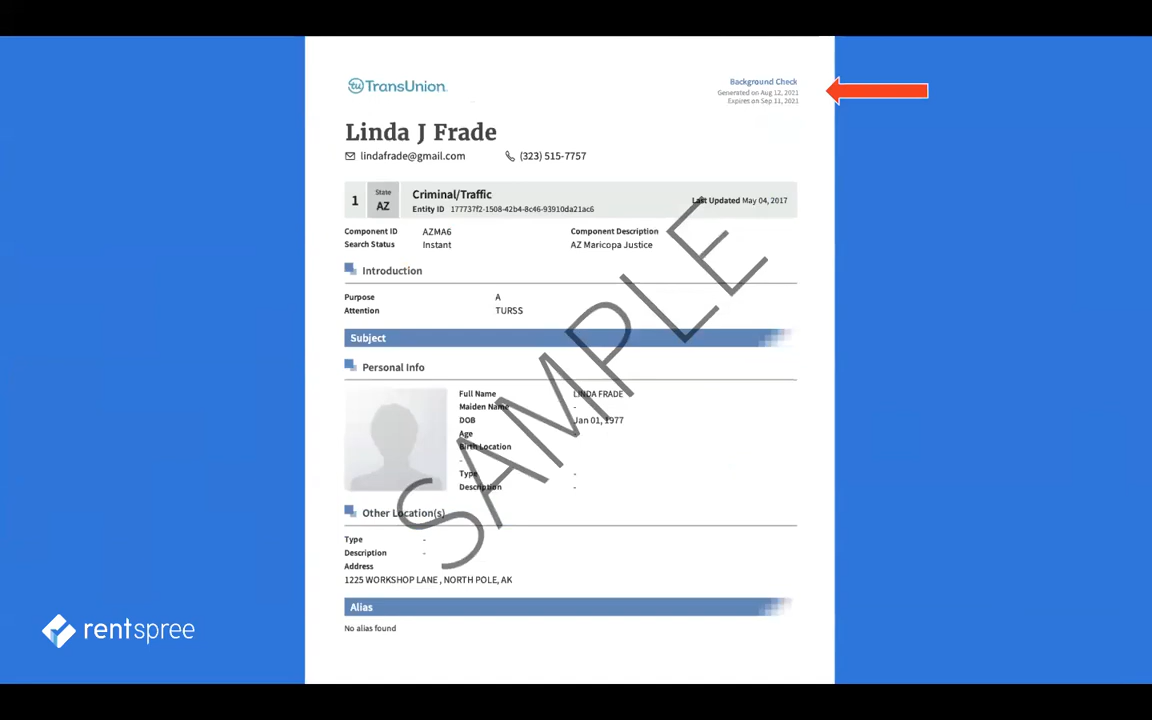 TransUnion
Background Check
Generated on Aug 12, 2021
Expires on Sep 11, 2021
Linda J Frade
lindafrade@gmail.com (323) 515-7757
1 State AZ Criminal/Traffic
Entity ID 177737f2-1508-42b4-8c46-93910da21ac6
Last Updated May 04, 2017
Component ID AZMA6 Component Description
Search Status Instant AZ Maricopa Justice
Introduction
Purpose A
Attention TURSS
Subject
Personal Info
Full Name LINDA FRADE
Maiden Name -
DOB Jan 01, 1977
Age
Birth Location
-
Type -
Description -
Other Location(s)
Type -
Description -
Address
1225 WORKSHOP LANE , NORTH POLE, AK
Alias
No alias found
SAMPLE
rentspree